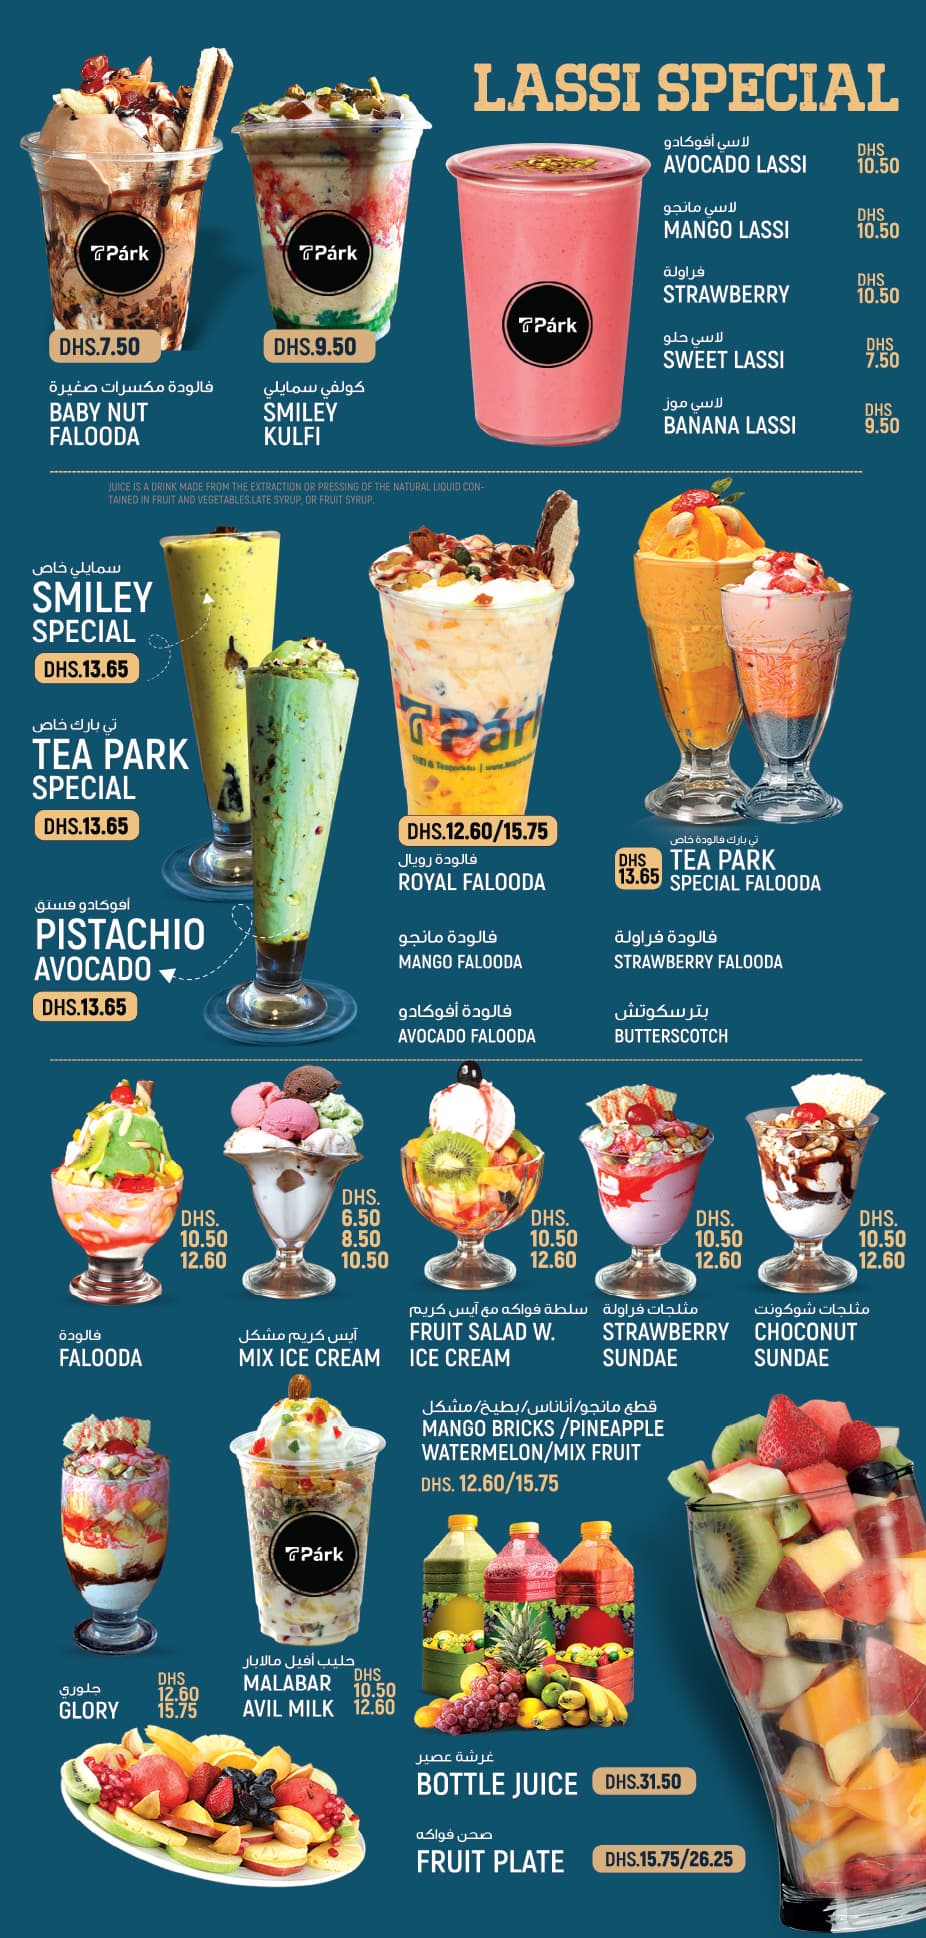 LASSI SPECIAL
لاسي أفوكادو
AVOCADO LASSI
DHS
10.50
لاسي مانجو
MANGO LASSI
DHS
10.50
فراولة
STRAWBERRY
DHS
10.50
لاسي حلو
SWEET LASSI
DHS
7.50
لاسي موز
BANANA LASSI
DHS
9.50
TPárk
TPárk
TPárk
DHS.7.50
فالودة مكسرات صغيرة
BABY NUT
FALOODA
DHS.9.50
كولفي سمايلي
SMILEY
KULFI
JUICE IS A DRINK MADE FROM THE EXTRACTION OR PRESSING OF THE NATURAL LIQUID CON-
TAINED IN FRUIT AND VEGETABLES.LATE SYRUP, OR FRUIT SYRUP.
سمايلي خاص
SMILEY
SPECIAL
DHS.13.65
تي بارك خاص
TEA PARK
SPECIAL
DHS.13.65
أفوكادو فستق
PISTACHIO
AVOCADO
DHS.13.65
TPárk
DHS.12.60/15.75
فالودة رويال
ROYAL FALOODA
DHS
13.65
تي بارك فالودة خاص
TEA PARK
SPECIAL FALOODA
فالودة مانجو
MANGO FALOODA
فالودة فراولة
STRAWBERRY FALOODA
فالودة أفوكادو
AVOCADO FALOODA
بترسكوتش
BUTTERSCOTCH
DHS.
10.50
12.60
فالودة
FALOODA
DHS.
6.50
8.50
10.50
آيس كريم مشكل
MIX ICE CREAM
DHS.
10.50
12.60
سلطة فواكه مع آيس كريم
FRUIT SALAD W.
ICE CREAM
DHS.
10.50
12.60
مثلجات فراولة
STRAWBERRY
SUNDAE
DHS.
10.50
12.60
مثلجات شوكونت
CHOCONUT
SUNDAE
قطع مانجو/أناناس/بطيخ/مشكل
MANGO BRICKS /PINEAPPLE
WATERMELON/MIX FRUIT
DHS. 12.60/15.75
TPárk
جلوري
GLORY
DHS
12.60
15.75
حليب أفيل مالابار
MALABAR
AVIL MILK
DHS
10.50
12.60
غرشة عصير
BOTTLE JUICE
DHS.31.50
صحن فواكه
FRUIT PLATE
DHS.15.75/26.25